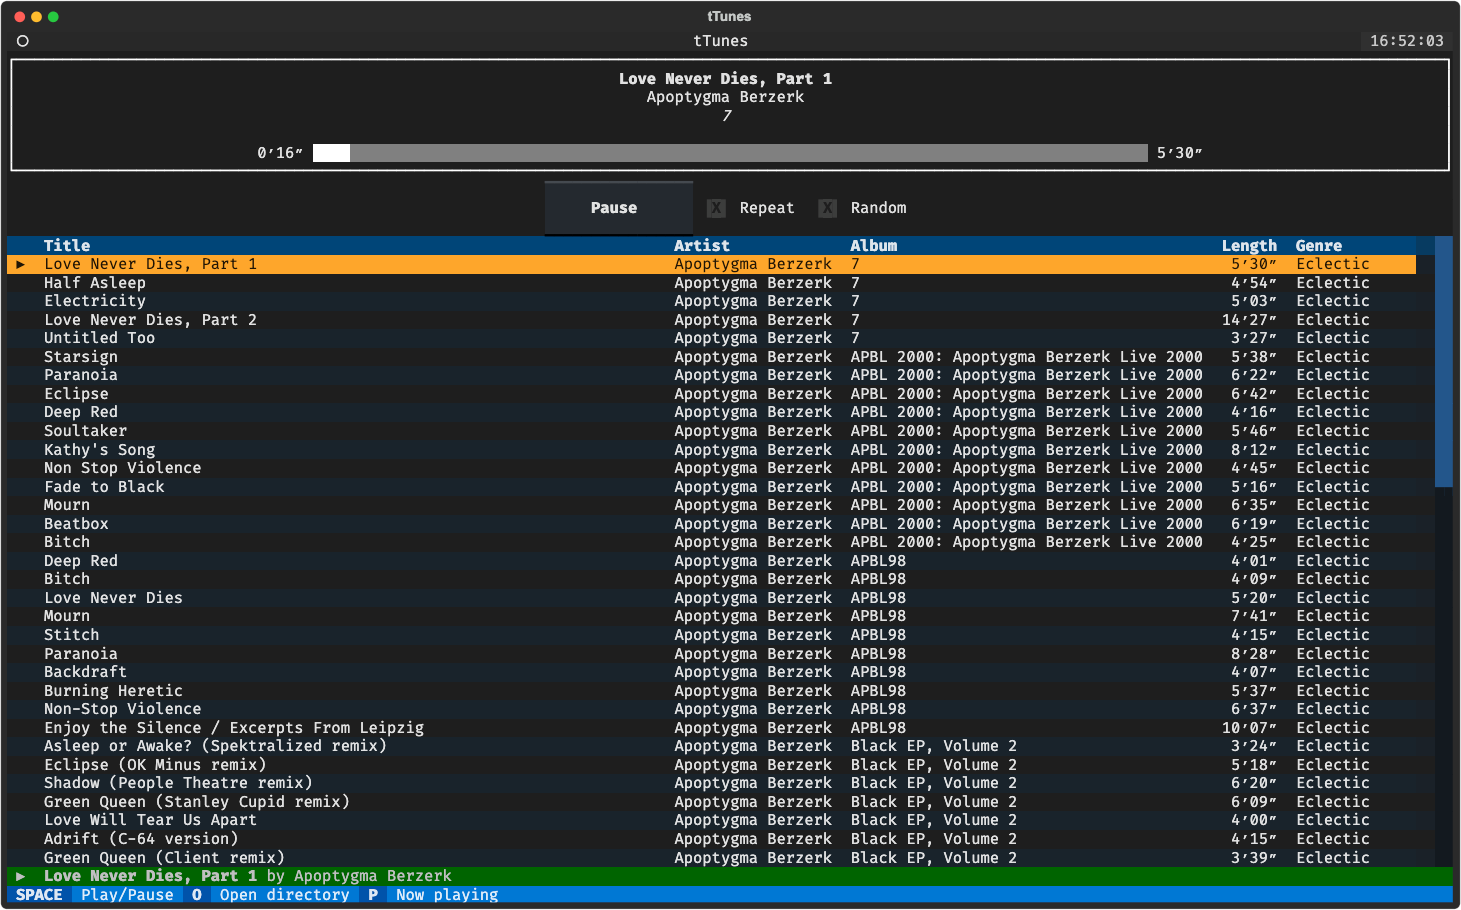 tTunes
tTunes 16:52:03
Love Never Dies, Part 1
Apoptygma Berzerk
7
0′16″ 5′30″
Pause X Repeat X Random
Title Artist Album Length Genre
▶ Love Never Dies, Part 1 Apoptygma Berzerk 7 5′30″ Eclectic
Half Asleep Apoptygma Berzerk 7 4′54″ Eclectic
Electricity Apoptygma Berzerk 7 5′03″ Eclectic
Love Never Dies, Part 2 Apoptygma Berzerk 7 14′27″ Eclectic
Untitled Too Apoptygma Berzerk 7 3′27″ Eclectic
Starsign Apoptygma Berzerk APBL 2000: Apoptygma Berzerk Live 2000 5′38″ Eclectic
Paranoia Apoptygma Berzerk APBL 2000: Apoptygma Berzerk Live 2000 6′22″ Eclectic
Eclipse Apoptygma Berzerk APBL 2000: Apoptygma Berzerk Live 2000 6′42″ Eclectic
Deep Red Apoptygma Berzerk APBL 2000: Apoptygma Berzerk Live 2000 4′16″ Eclectic
Soultaker Apoptygma Berzerk APBL 2000: Apoptygma Berzerk Live 2000 5′46″ Eclectic
Kathy's Song Apoptygma Berzerk APBL 2000: Apoptygma Berzerk Live 2000 8′12″ Eclectic
Non Stop Violence Apoptygma Berzerk APBL 2000: Apoptygma Berzerk Live 2000 4′45″ Eclectic
Fade to Black Apoptygma Berzerk APBL 2000: Apoptygma Berzerk Live 2000 5′16″ Eclectic
Mourn Apoptygma Berzerk APBL 2000: Apoptygma Berzerk Live 2000 6′35″ Eclectic
Beatbox Apoptygma Berzerk APBL 2000: Apoptygma Berzerk Live 2000 6′19″ Eclectic
Bitch Apoptygma Berzerk APBL 2000: Apoptygma Berzerk Live 2000 4′25″ Eclectic
Deep Red Apoptygma Berzerk APBL98 4′01″ Eclectic
Bitch Apoptygma Berzerk APBL98 4′09″ Eclectic
Love Never Dies Apoptygma Berzerk APBL98 5′20″ Eclectic
Mourn Apoptygma Berzerk APBL98 7′41″ Eclectic
Stitch Apoptygma Berzerk APBL98 4′15″ Eclectic
Paranoia Apoptygma Berzerk APBL98 8′28″ Eclectic
Backdraft Apoptygma Berzerk APBL98 4′07″ Eclectic
Burning Heretic Apoptygma Berzerk APBL98 5′37″ Eclectic
Non-Stop Violence Apoptygma Berzerk APBL98 6′37″ Eclectic
Enjoy the Silence / Excerpts From Leipzig Apoptygma Berzerk APBL98 10′07″ Eclectic
Asleep or Awake? (Spektralized remix) Apoptygma Berzerk Black EP, Volume 2 3′24″ Eclectic
Eclipse (OK Minus remix) Apoptygma Berzerk Black EP, Volume 2 5′18″ Eclectic
Shadow (People Theatre remix) Apoptygma Berzerk Black EP, Volume 2 6′20″ Eclectic
Green Queen (Stanley Cupid remix) Apoptygma Berzerk Black EP, Volume 2 6′09″ Eclectic
Love Will Tear Us Apart Apoptygma Berzerk Black EP, Volume 2 4′00″ Eclectic
Adrift (C-64 version) Apoptygma Berzerk Black EP, Volume 2 4′15″ Eclectic
Green Queen (Client remix) Apoptygma Berzerk Black EP, Volume 2 3′39″ Eclectic
▶ Love Never Dies, Part 1 by Apoptygma Berzerk
SPACE Play/Pause O Open directory P Now playing